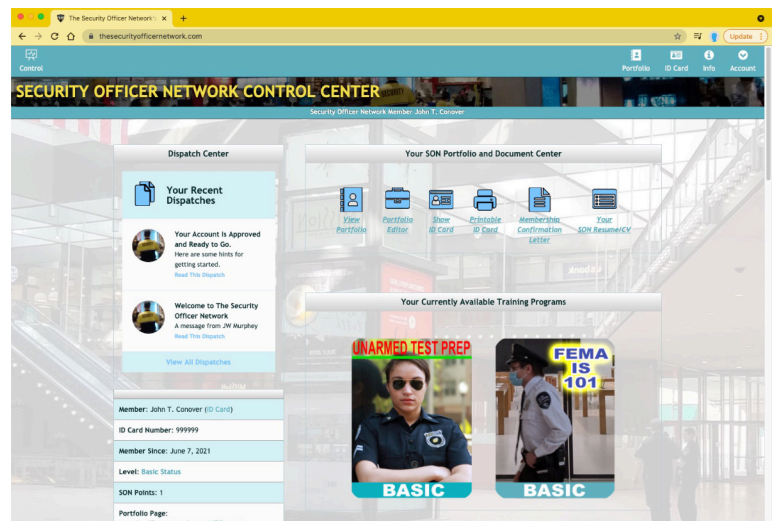 The Security Officer Network's
thesecurityofficernetwork.com
Update
Control
Portfolio
ID Card
Info
Account
SECURITY OFFICER NETWORK CONTROL CENTER
Security Officer Network Member John T. Conover
Dispatch Center
Your Recent
Dispatches
Your Account is Approved
and Ready to Go.
Here are some hints for
getting started.
Read This Dispatch
Welcome to The Security
Officer Network
A message from JW Murphey
Read This Dispatch
View All Dispatches
Member: John T. Conover (ID Card)
ID Card Number: 999999
Member Since: June 7, 2021
Level: Basic Status
SON Points: 1
Portfolio Page:
Your SON Portfolio and Document Center
View
Portfolio
Portfolio
Editor
Show
ID Card
Printable
ID Card
Membership
Confirmation
Letter
Your
SON Resume/CV
Your Currently Available Training Programs
UNARMED TEST PREP
BASIC
FEMA
IS
101
BASIC